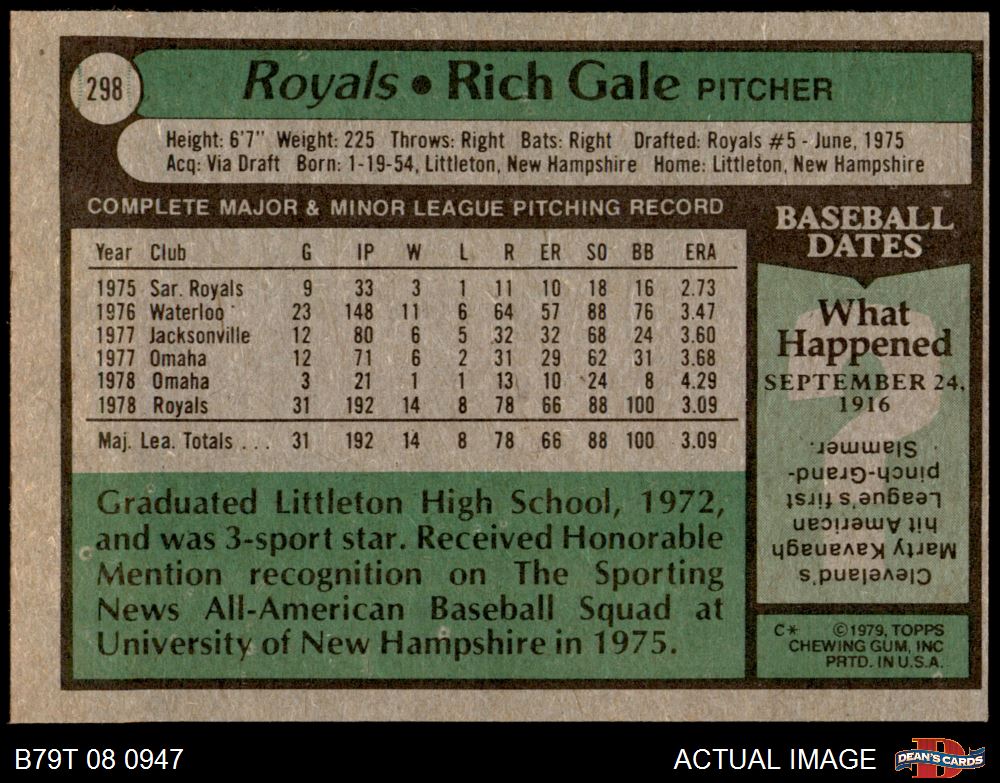 298
Royals • Rich Gale PITCHER
Height: 6'7" Weight: 225 Throws: Right Bats: Right Drafted: Royals #5 - June, 1975
Acq: Via Draft Born: 1-19-54, Littleton, New Hampshire Home: Littleton, New Hampshire
COMPLETE MAJOR & MINOR LEAGUE PITCHING RECORD
Year Club G IP W L R ER SO BB ERA
1975 Sar. Royals 9 33 3 1 11 10 18 16 2.73
1976 Waterloo 23 148 11 6 64 57 88 76 3.47
1977 Jacksonville 12 80 6 5 32 32 68 24 3.60
1977 Omaha 12 71 6 2 31 29 62 31 3.68
1978 Omaha 3 21 1 1 13 10 24 8 4.29
1978 Royals 31 192 14 8 78 66 88 100 3.09
Maj. Lea. Totals ... 31 192 14 8 78 66 88 100 3.09
Graduated Littleton High School, 1972,
and was 3-sport star. Received Honorable
Mention recognition on The Sporting
News All-American Baseball Squad at
University of New Hampshire in 1975.
BASEBALL
DATES
What
Happened
SEPTEMBER 24,
1916
Cleveland's
Marty Kavanagh
hit American
League's first
pinch-Grand-
Slammer.
C* ©1979, TOPPS
CHEWING GUM, INC
PRTD. IN U.S.A.
B79T 08 0947
ACTUAL IMAGE
DEAN'S CARDS